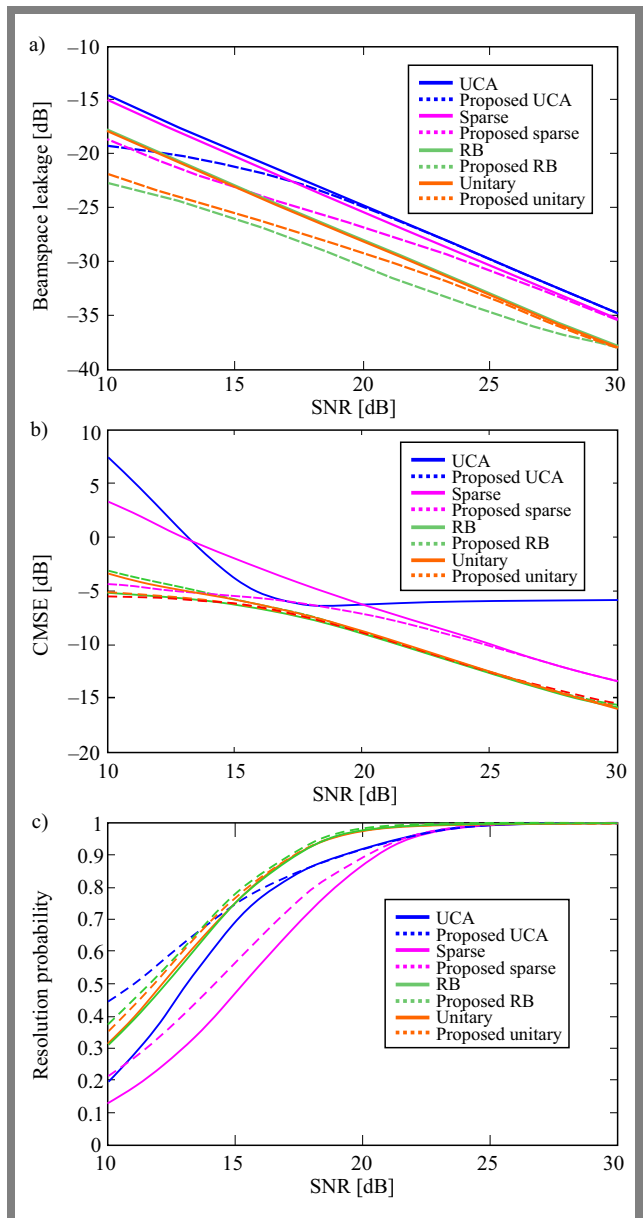 a)
–10
–15
–20
–25
–30
–35
–40
Beamspace leakage [dB]
UCA
Proposed UCA
Sparse
Proposed sparse
RB
Proposed RB
Unitary
Proposed unitary
10 15 20 25 30
SNR [dB]
b)
10
5
0
–5
–10
–15
–20
CMSE [dB]
UCA
Proposed UCA
Sparse
Proposed sparse
RB
Proposed RB
Unitary
Proposed unitary
10 15 20 25 30
SNR [dB]
c)
1
0.9
0.8
0.7
0.6
0.5
0.4
0.3
0.2
0.1
0
Resolution probability
UCA
Proposed UCA
Sparse
Proposed sparse
RB
Proposed RB
Unitary
Proposed unitary
10 15 20 25 30
SNR [dB]